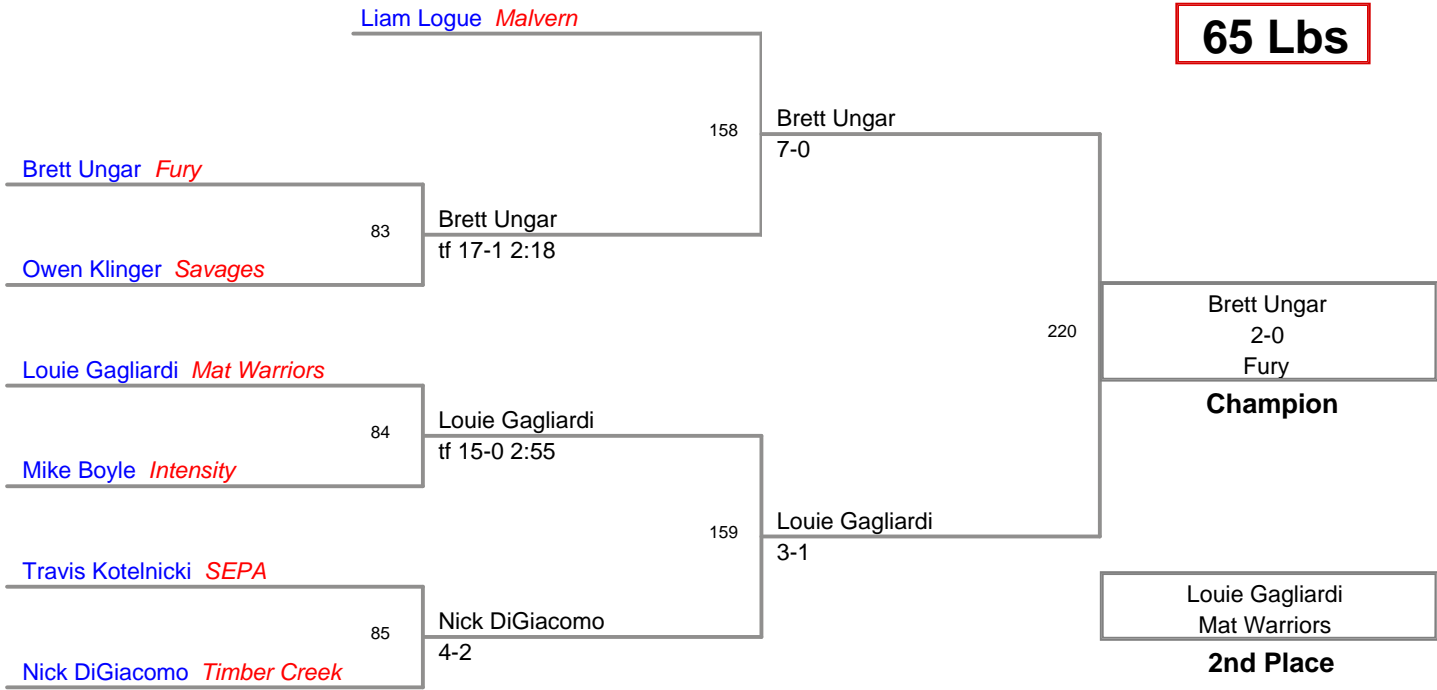 Liam Logue Malvern
65 Lbs
158
Brett Ungar
7-0
Brett Ungar Fury
83
Brett Ungar
tf 17-1 2:18
Owen Klinger Savages
220
Brett Ungar
2-0
Fury
Champion
Louie Gagliardi Mat Warriors
84
Louie Gagliardi
tf 15-0 2:55
Mike Boyle Intensity
159
Louie Gagliardi
3-1
Travis Kotelnicki SEPA
85
Nick DiGiacomo
4-2
Nick DiGiacomo Timber Creek
Louie Gagliardi
Mat Warriors
2nd Place